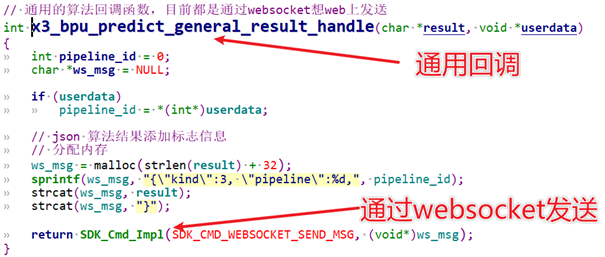 // 通用的算法回调函数，目前都是通过websocket想web上发送
int x3_bpu_predict_general_result_handle(char *result, void *userdata)
{
» int pipeline_id = 0;
» char *ws_msg = NULL;
» if (userdata)
» » pipeline_id = *(int*)userdata;
» // json 算法结果添加标志信息
» // 分配内存
» ws_msg = malloc(strlen(result) + 32);
» sprintf(ws_msg, "{\"kind\":3, \"pipeline\":%d,", pipeline_id);
» strcat(ws_msg, result);
» strcat(ws_msg, "}");
» return SDK_Cmd_Impl(SDK_CMD_WEBSOCKET_SEND_MSG, (void*)ws_msg);
}
通用回调
通过websocket发送